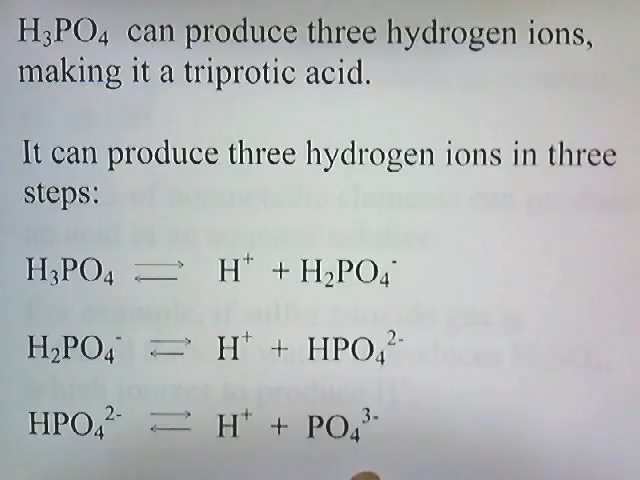 H₃PO₄ can produce three hydrogen ions,
making it a triprotic acid.
It can produce three hydrogen ions in three
steps:
H₃PO₄ ⇌ H⁺ + H₂PO₄⁻
H₂PO₄⁻ ⇌ H⁺ + HPO₄²⁻
HPO₄²⁻ ⇌ H⁺ + PO₄³⁻